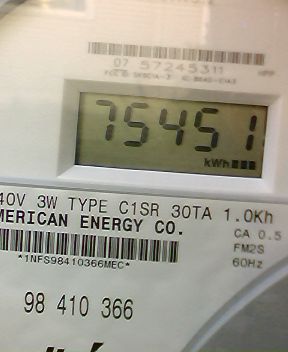 07 57245311
75451
kWh
40V 3W TYPE C1SR 30TA 1.0Kh
MERICAN ENERGY CO.
CA 0.5
FM2S
*1NFS98410366MEC*
60Hz
98 410 366